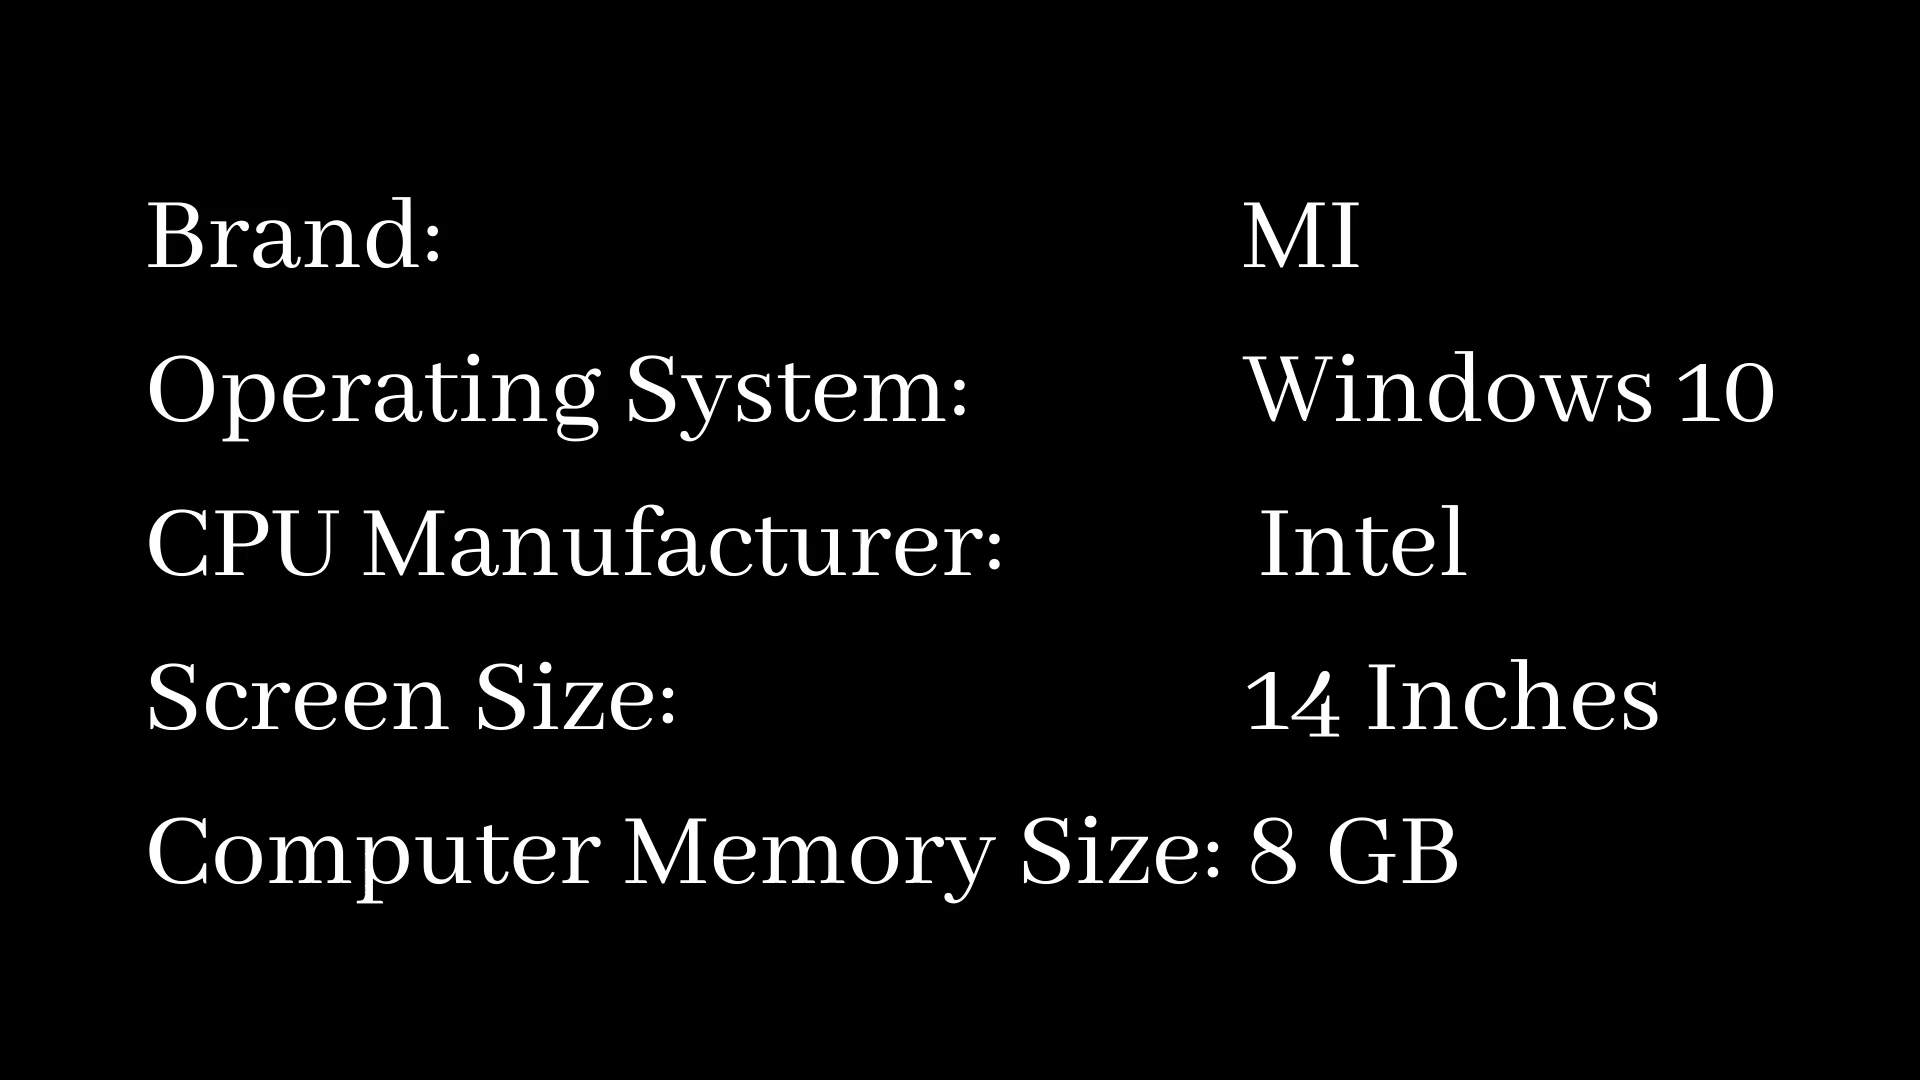 Brand: MI
Operating System: Windows 10
CPU Manufacturer: Intel
Screen Size: 14 Inches
Computer Memory Size: 8 GB